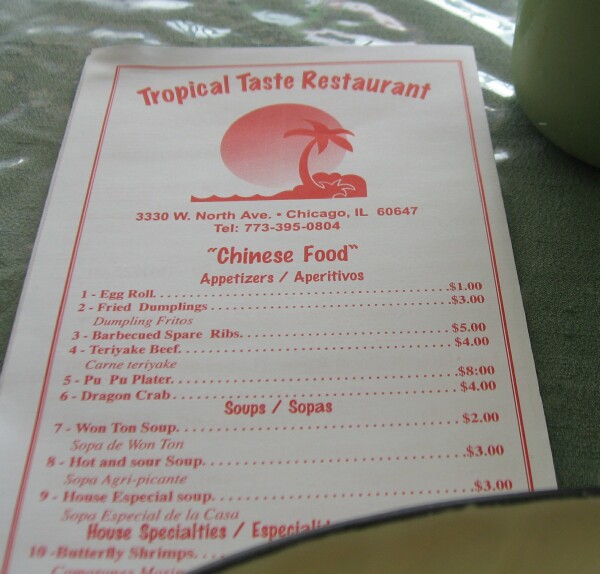 Tropical Taste Restaurant
3330 W. North Ave. • Chicago, IL 60647
Tel: 773-395-0804
"Chinese Food"
Appetizers / Aperitivos
1 - Egg Roll. . . . . . . . . . . . . . . . . . . . . . . . . . . . . . . . . . . . . $1.00
2 - Fried Dumplings . . . . . . . . . . . . . . . . . . . . . . . . . . . . . . $3.00
Dumpling Fritos
3 - Barbecued Spare Ribs. . . . . . . . . . . . . . . . . . . . . . . . . . $5.00
4 - Teriyake Beef. . . . . . . . . . . . . . . . . . . . . . . . . . . . . . . . . $4.00
Carne teriyake
5 - Pu Pu Plater. . . . . . . . . . . . . . . . . . . . . . . . . . . . . . . . . . $8:00
6 - Dragon Crab . . . . . . . . . . . . . . . . . . . . . . . . . . . . . . . . . $4.00
Soups / Sopas
7 - Won Ton Soup. . . . . . . . . . . . . . . . . . . . . . . . . . . . . . . . $2.00
Sopa de Won Ton
8 - Hot and sour Soup. . . . . . . . . . . . . . . . . . . . . . . . . . . . . $3.00
Sopa Agri-picante
9 - House Especial soup. . . . . . . . . . . . . . . . . . . . . . . . . . . $3.00
Sopa Especial de la Casa
House Specialties /
10 -Butterfly Shrimps. . .